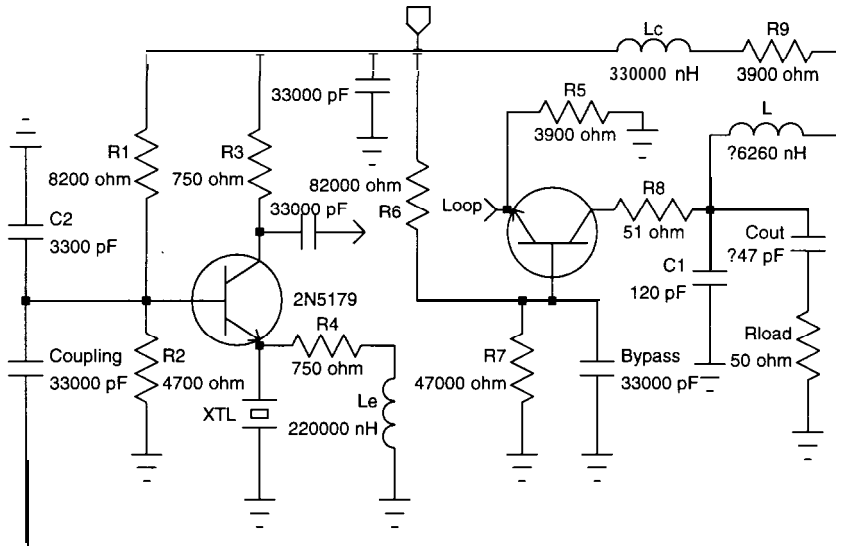 Lc
330000 nH
R9
3900 ohm
33000 pF
R5
3900 ohm
L
?6260 nH
R1
8200 ohm
R3
750 ohm
82000 ohm
R6
33000 pF
Loop
R8
51 ohm
C2
3300 pF
Cout
?47 pF
C1
120 pF
2N5179
Coupling
33000 pF
R2
4700 ohm
R4
750 ohm
R7
47000 ohm
Bypass
33000 pF
Rload
50 ohm
XTL
Le
220000 nH